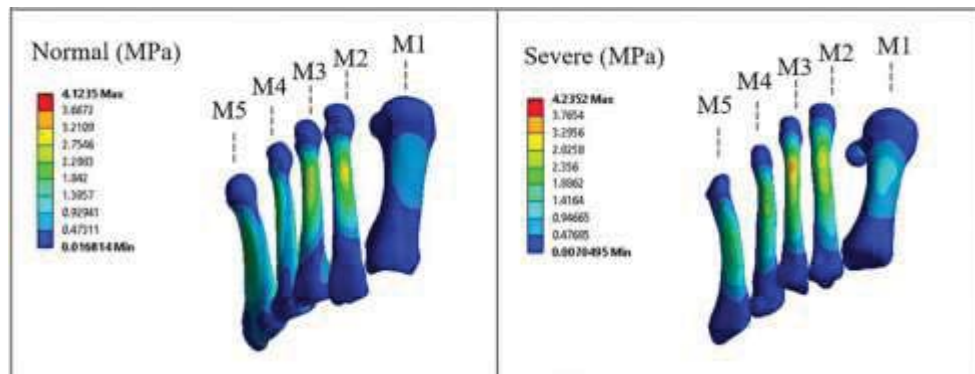 Normal (MPa)
4.1235 Max
3.6672
3.2109
2.7546
2.2983
1.842
1.3857
0.92941
0.47311
0.016814 Min
M5
M4
M3
M2
M1
Severe (MPa)
4.2352 Max
3.7654
3.2956
2.8258
2.356
1.8862
1.4164
0.94665
0.47685
0.0070495 Min
M5
M4
M3
M2
M1